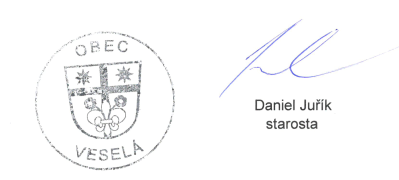 OBEC
VESELÁ
Daniel Juřík
starosta